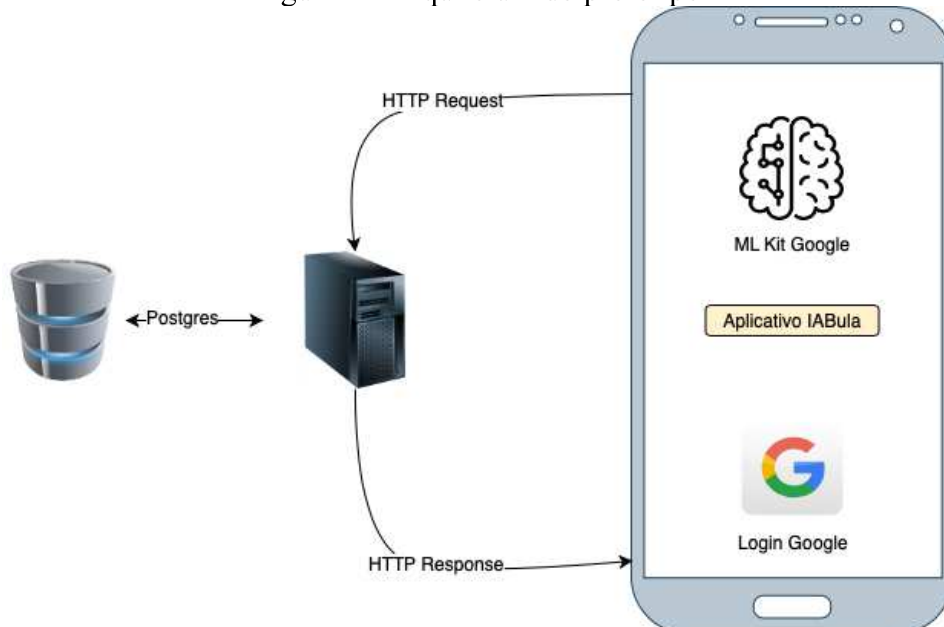 HTTP Request
ML Kit Google
Postgres
Aplicativo IABula
Login Google
HTTP Response